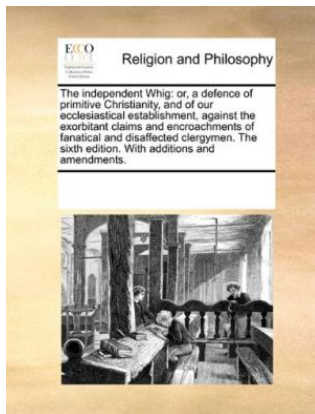 ECCO
Religion and Philosophy
The independent Whig: or, a defence of
primitive Christianity, and of our
ecclesiastical establishment, against the
exorbitant claims and encroachments of
fanatical and disaffected clergymen. The
sixth edition. With additions and
amendments.